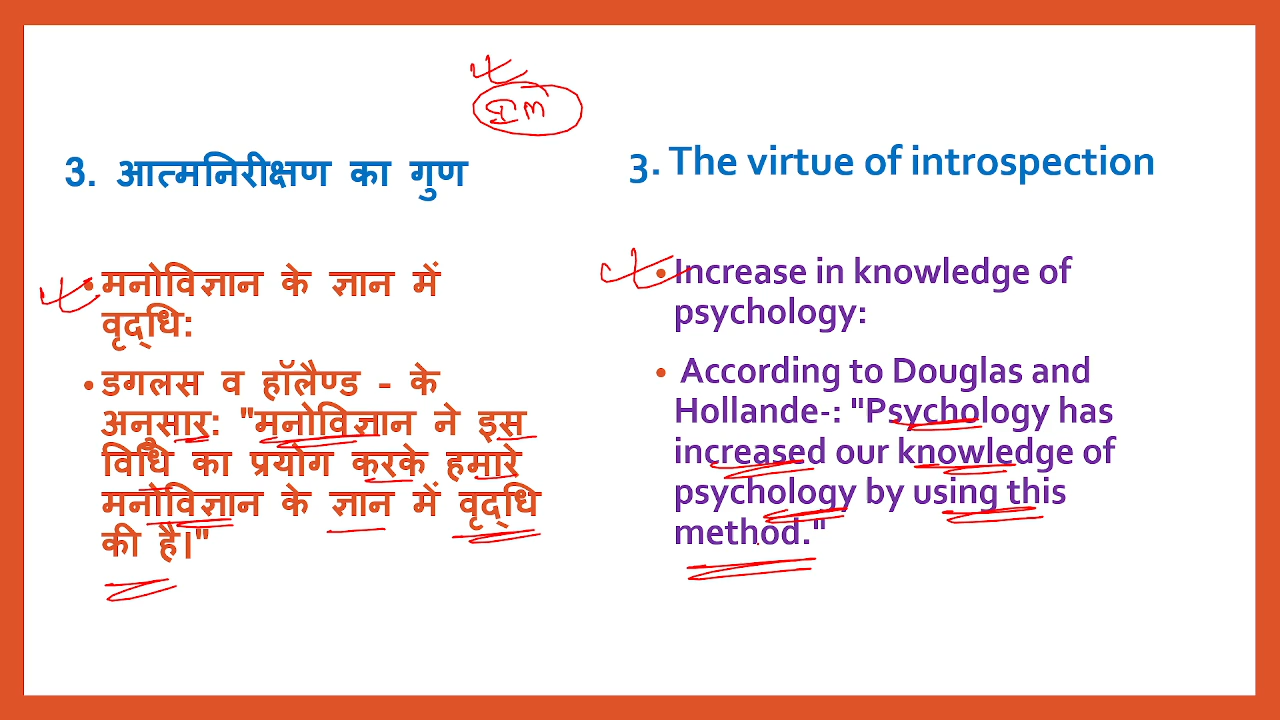 3. आत्मनिरीक्षण का गुण
• मनोविज्ञान के ज्ञान में
वृद्धि:
• डगलस व हॉलैण्ड - के
अनुसार: "मनोविज्ञान ने इस
विधि का प्रयोग करके हमारे
मनोविज्ञान के ज्ञान में वृद्धि
की है।"
3. The virtue of introspection
• Increase in knowledge of
psychology:
• According to Douglas and
Hollande-: "Psychology has
increased our knowledge of
psychology by using this
method."